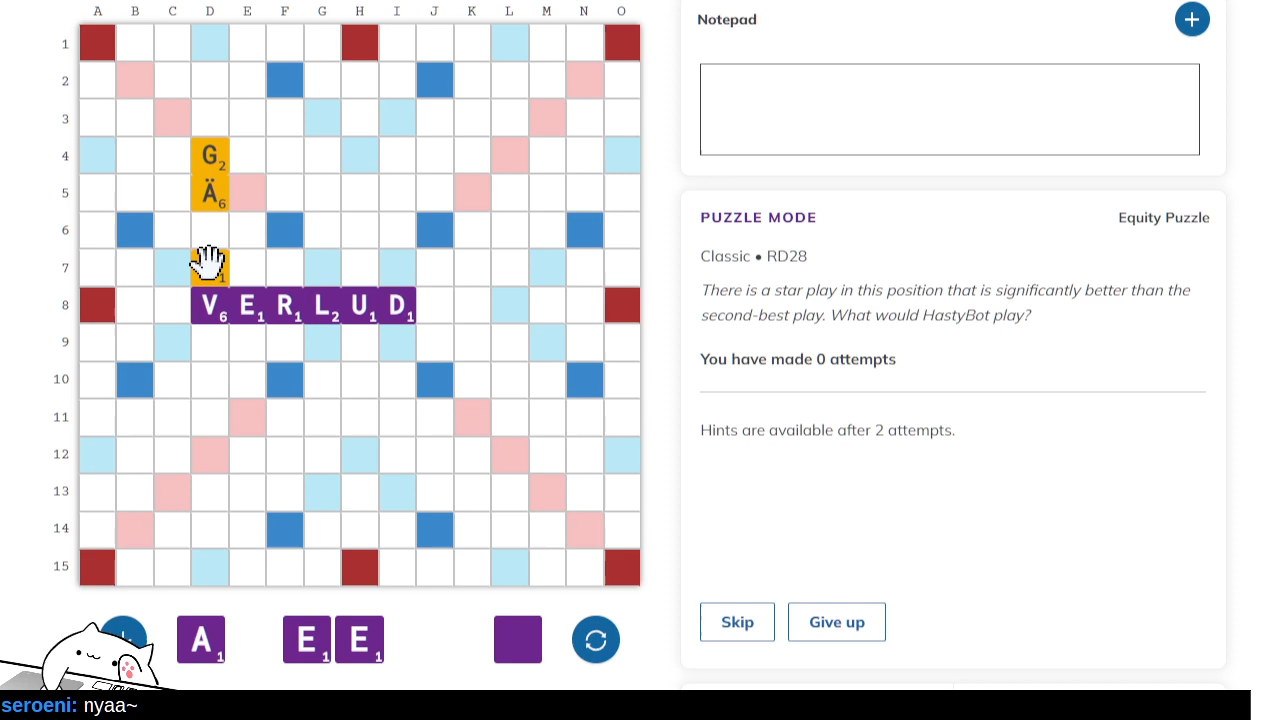 A B C D E F G H I J K L M N O
1
2
3
4
5
6
7
8
9
10
11
12
13
14
15
G2
Ä6
1
V6 E1 R1 L2 U1 D1
A1 E1 E1
seroeni: nyaa~
Notepad
PUZZLE MODE
Equity Puzzle
Classic • RD28
There is a star play in this position that is significantly better than the
second-best play. What would HastyBot play?
You have made 0 attempts
Hints are available after 2 attempts.
Skip
Give up